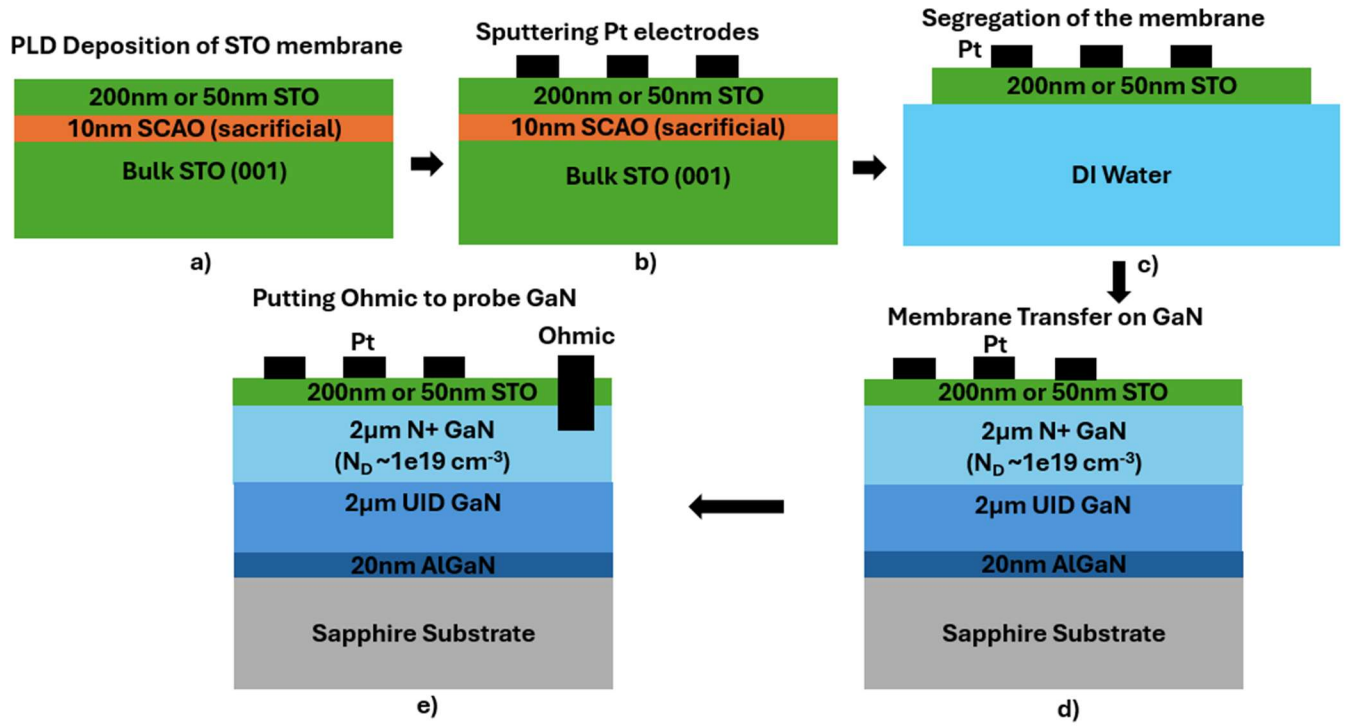 PLD Deposition of STO membrane
200nm or 50nm STO
10nm SCAO (sacrificial)
Bulk STO (001)
a)
Sputtering Pt electrodes
200nm or 50nm STO
10nm SCAO (sacrificial)
Bulk STO (001)
b)
Segregation of the membrane
Pt
200nm or 50nm STO
DI Water
c)
Membrane Transfer on GaN
Pt
200nm or 50nm STO
2μm N+ GaN
(N_D ~1e19 cm⁻³)
2μm UID GaN
20nm AlGaN
Sapphire Substrate
d)
Putting Ohmic to probe GaN
Pt
Ohmic
200nm or 50nm STO
2μm N+ GaN
(N_D ~1e19 cm⁻³)
2μm UID GaN
20nm AlGaN
Sapphire Substrate
e)